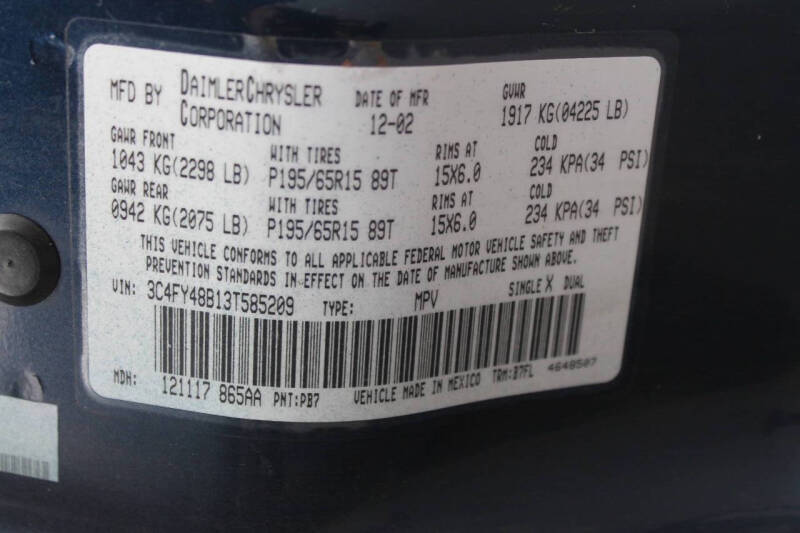 MFD BY DAIMLERCHRYSLER CORPORATION DATE OF MFR 12-02 GVWR 1917 KG(04225 LB)
GAWR FRONT WITH TIRES RIMS AT COLD
1043 KG(2298 LB) P195/65R15 89T 15X6.0 234 KPA(34 PSI)
GAWR REAR WITH TIRES RIMS AT COLD
0942 KG(2075 LB) P195/65R15 89T 15X6.0 234 KPA(34 PSI)
THIS VEHICLE CONFORMS TO ALL APPLICABLE FEDERAL MOTOR VEHICLE SAFETY AND THEFT
PREVENTION STANDARDS IN EFFECT ON THE DATE OF MANUFACTURE SHOWN ABOVE.
VIN: 3C4FY48B13T585209 TYPE: MPV SINGLE X DUAL
MDH: 121117 865AA PNT:PB7 VEHICLE MADE IN MEXICO TRM:B7FL 4648507